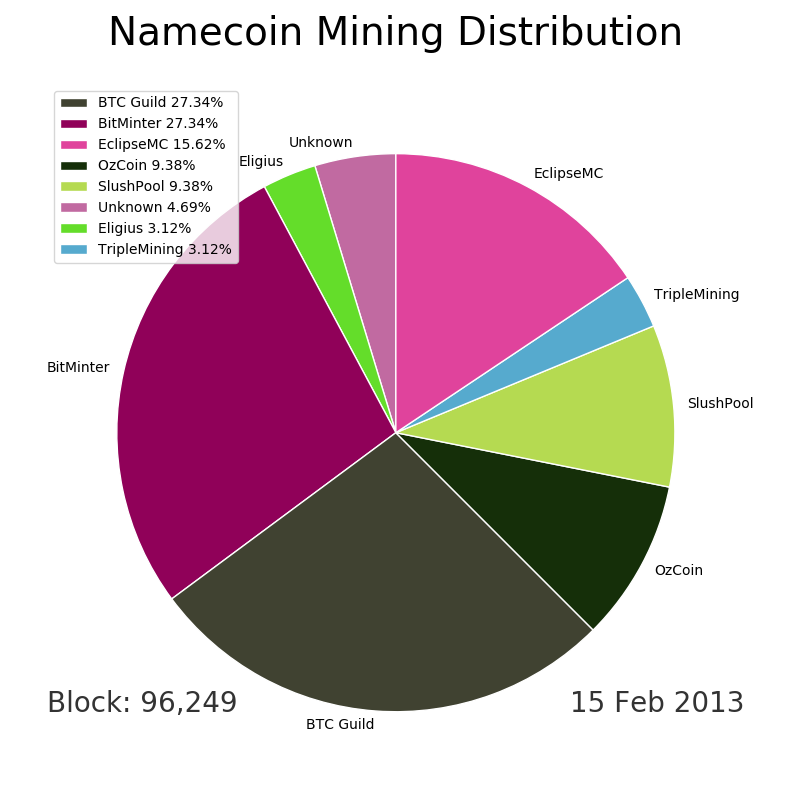 Namecoin Mining Distribution
BTC Guild 27.34%
BitMinter 27.34%
EclipseMC 15.62%
OzCoin 9.38%
SlushPool 9.38%
Unknown 4.69%
Eligius 3.12%
TripleMining 3.12%
Unknown
Eligius
EclipseMC
TripleMining
BitMinter
SlushPool
OzCoin
BTC Guild
Block: 96,249
15 Feb 2013